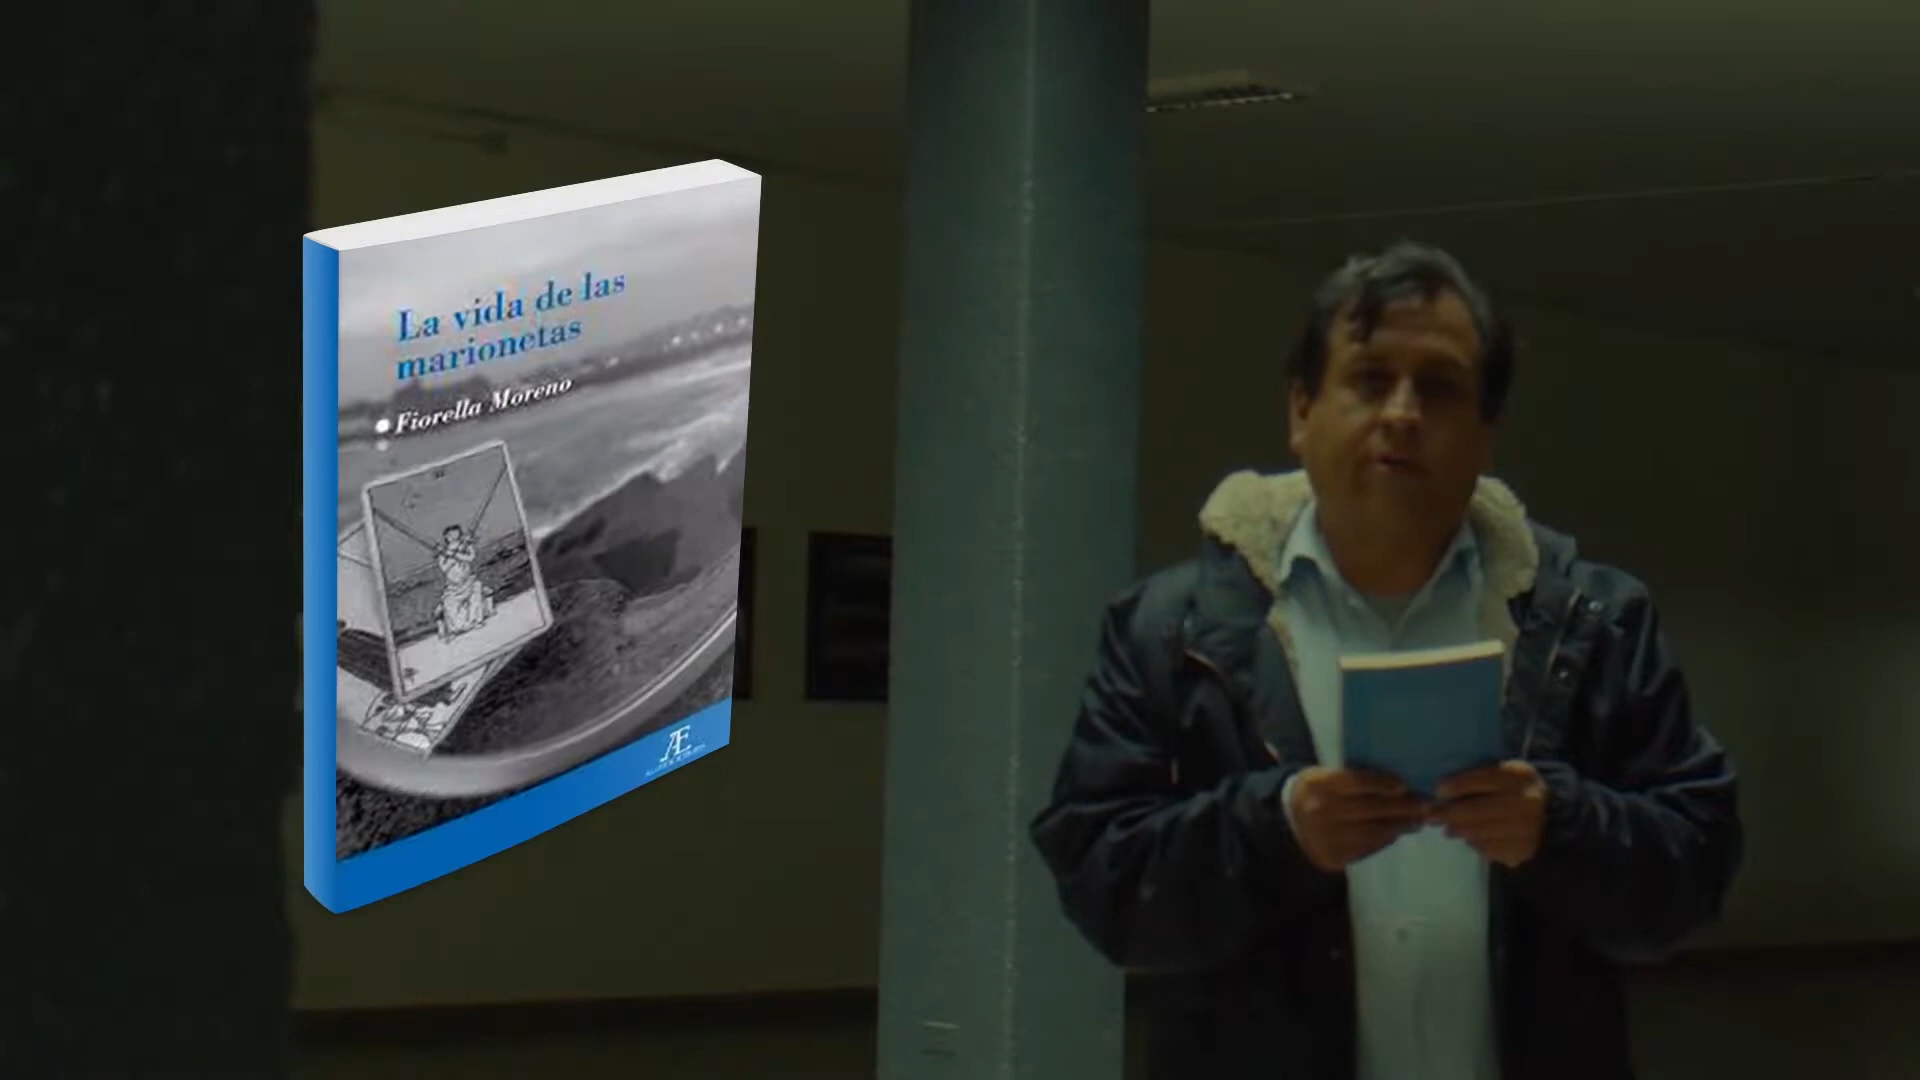 La vida de las
marionetas
Fiorella Moreno
Æ